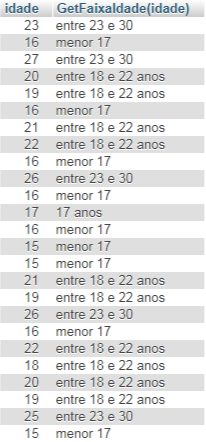 idade GetFaixaIdade(idade)
23 entre 23 e 30
16 menor 17
27 entre 23 e 30
20 entre 18 e 22 anos
19 entre 18 e 22 anos
16 menor 17
21 entre 18 e 22 anos
22 entre 18 e 22 anos
16 menor 17
26 entre 23 e 30
16 menor 17
17 17 anos
16 menor 17
15 menor 17
15 menor 17
21 entre 18 e 22 anos
19 entre 18 e 22 anos
26 entre 23 e 30
16 menor 17
22 entre 18 e 22 anos
18 entre 18 e 22 anos
20 entre 18 e 22 anos
19 entre 18 e 22 anos
25 entre 23 e 30
15 menor 17